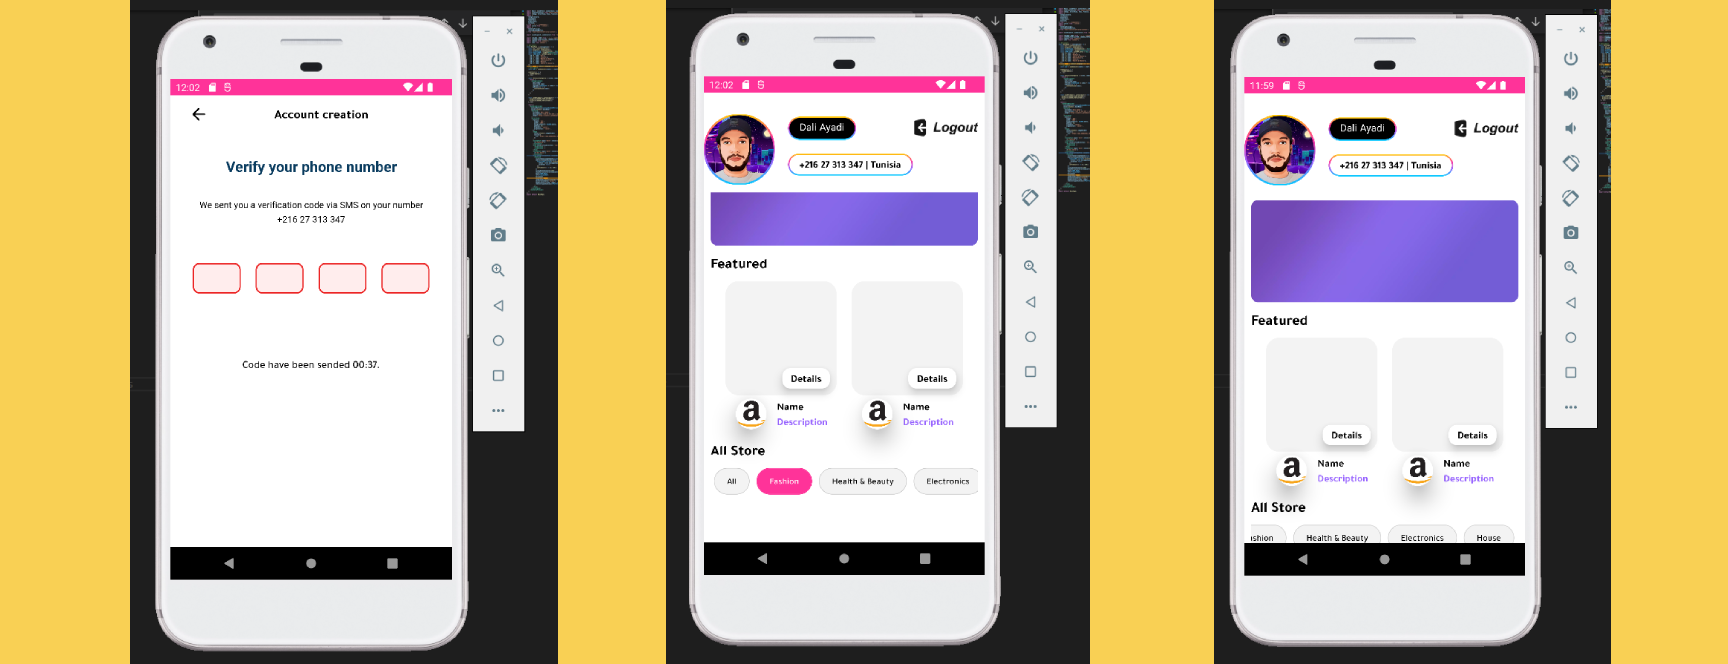 12:02
Account creation
Verify your phone number
We sent you a verification code via SMS on your number
+216 27 313 347
Code have been sended 00:37.
12:02
Dali Ayadi
Logout
+216 27 313 347 | Tunisia
Featured
Details
Details
a Name
Description
a Name
Description
All Store
All
Fashion
Health & Beauty
Electronics
11:59
Dali Ayadi
Logout
+216 27 313 347 | Tunisia
Featured
Details
Details
a Name
Description
a Name
Description
All Store
ashion
Health & Beauty
Electronics
House